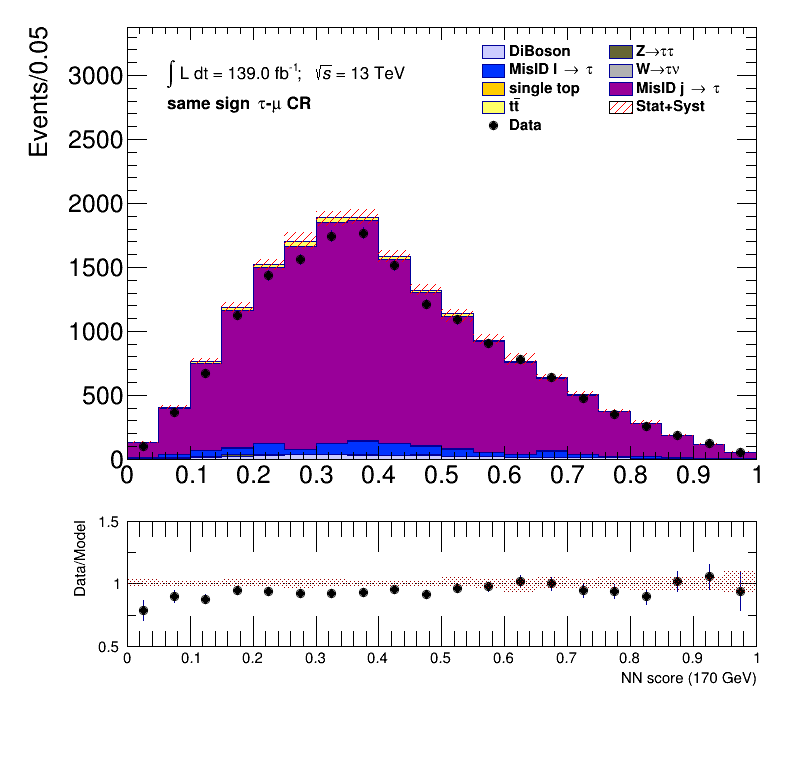 Events/0.05
3000
2500
2000
1500
1000
500
0
∫ L dt = 139.0 fb⁻¹; √s = 13 TeV
same sign τ-μ CR
DiBoson
MisID l → τ
single top
tt̄
Data
Z→ττ
W→τν
MisID j → τ
Stat+Syst
0 0.1 0.2 0.3 0.4 0.5 0.6 0.7 0.8 0.9 1
Data/Model
1.5
1
0.5
0 0.1 0.2 0.3 0.4 0.5 0.6 0.7 0.8 0.9 1
NN score (170 GeV)